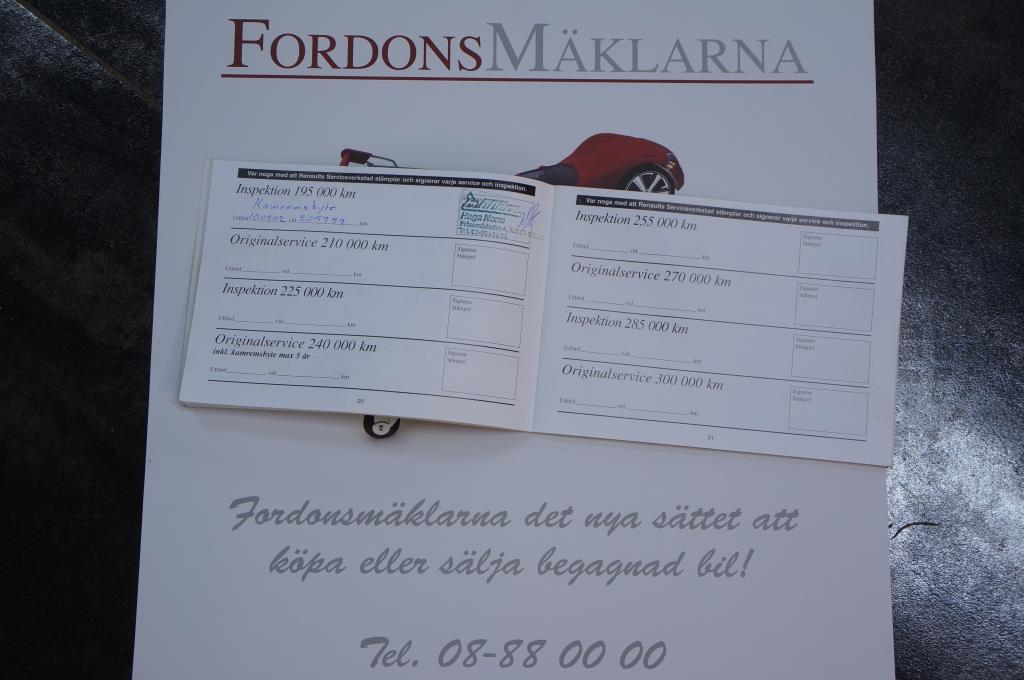 FORDONSMÄKLARNA
Var noga med att Renaults Serviceverkstad stämplar och signerar varje service och inspektion.
Inspektion 195 000 km
Kamremsbyte
Utförd 100202 vid 205999 km
Haga Norra
Originalservice 210 000 km
Signatur
Stämpel
Utförd vid km
Inspektion 225 000 km
Signatur
Stämpel
Utförd vid km
Originalservice 240 000 km
inkl. kamremsbyte max 5 år
Signatur
Stämpel
Utförd vid km
20
Var noga med att Renaults Serviceverkstad stämplar och signerar varje service och inspektion.
Inspektion 255 000 km
Signatur
Stämpel
Utförd vid km
Originalservice 270 000 km
Signatur
Stämpel
Utförd vid km
Inspektion 285 000 km
Signatur
Stämpel
Utförd vid km
Originalservice 300 000 km
Signatur
Stämpel
Utförd vid km
21
Fordonsmäklarna det nya sättet att
köpa eller sälja begagnad bil!
Tel. 08-88 00 00